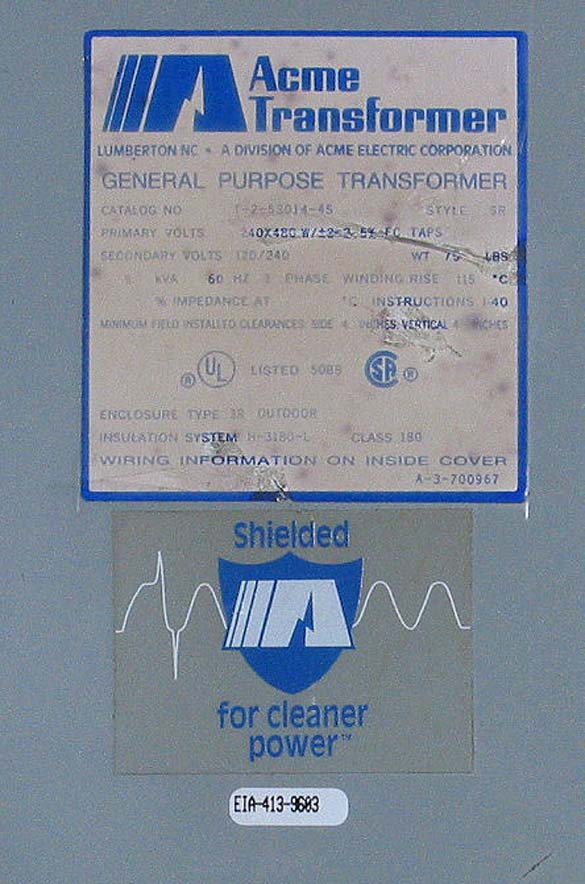 Acme
Transformer
LUMBERTON NC • A DIVISION OF ACME ELECTRIC CORPORATION
GENERAL PURPOSE TRANSFORMER
CATALOG NO T-2-53014-4S STYLE SR
PRIMARY VOLTS 240X480 W/±2-2.5% FC TAPS
SECONDARY VOLTS 120/240 WT 75 LBS
KVA 60 HZ PHASE WINDING RISE 115 °C
% IMPEDANCE AT °C INSTRUCTIONS I-40
MINIMUM FIELD INSTALLED CLEARANCES SIDE 4 INCHES VERTICAL 4 INCHES
® UL LISTED 50BB SA ®
ENCLOSURE TYPE 3R OUTDOOR
INSULATION SYSTEM H-3180-L CLASS 180
WIRING INFORMATION ON INSIDE COVER
A-3-700967
Shielded
for cleaner
power™
EIA-413-9603